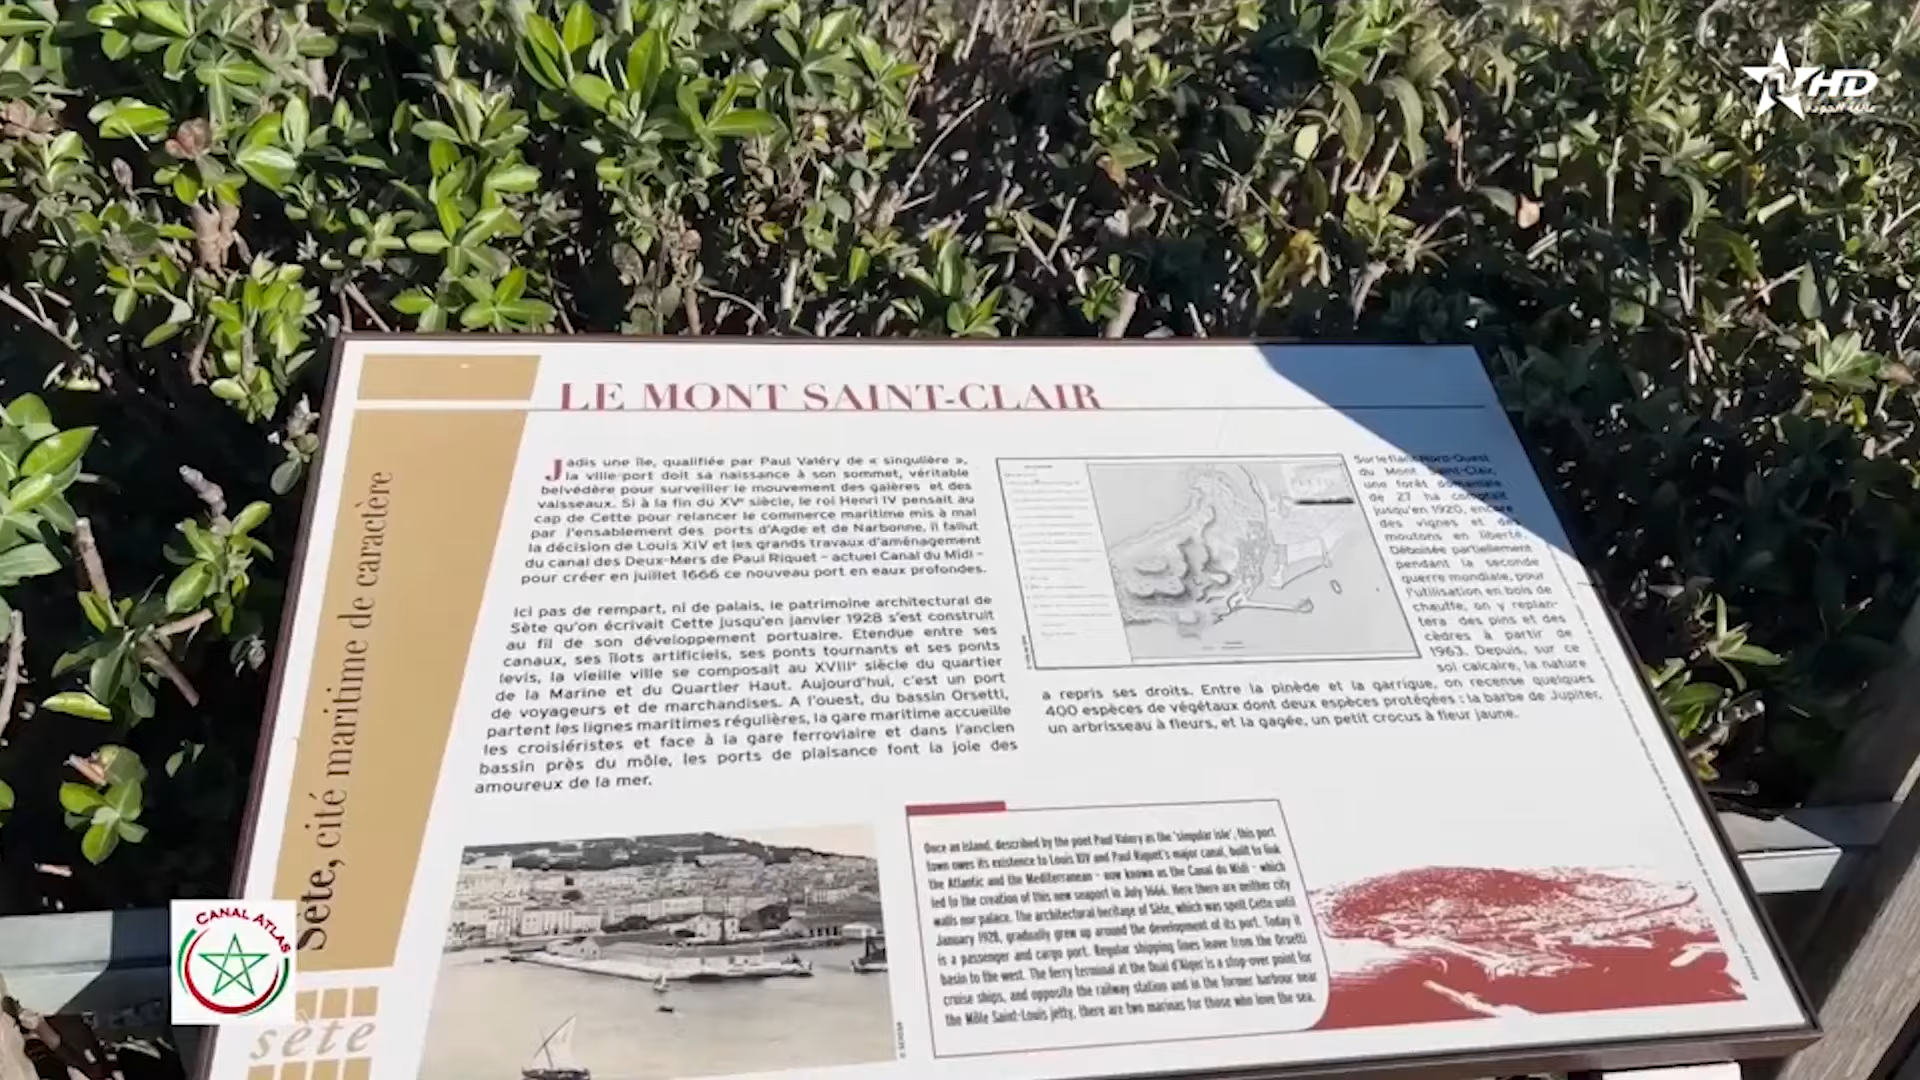 HD
LE MONT SAINT-CLAIR
Sète, cité maritime de caractère
Jadis une île, qualifiée par Paul Valéry de « singulière »,
la ville-port doit sa naissance à son sommet, véritable
belvédère pour surveiller le mouvement des galères et des
vaisseaux. Si à la fin du XVe siècle, le roi Henri IV pensait au
cap de Cette pour relancer le commerce maritime mis à mal
par l'ensablement des ports d'Agde et de Narbonne, il fallut
la décision de Louis XIV et les grands travaux d'aménagement
du canal des Deux-Mers de Paul Riquet - actuel Canal du Midi -
pour créer en juillet 1666 ce nouveau port en eaux profondes.
Ici pas de rempart, ni de palais, le patrimoine architectural de
Sète qu'on écrivait Cette jusqu'en janvier 1928 s'est construit
au fil de son développement portuaire. Etendue entre ses
canaux, ses îlots artificiels, ses ponts tournants et ses ponts
levis, la vieille ville se composait au XVIIIe siècle du quartier
de la Marine et du Quartier Haut. Aujourd'hui, c'est un port
de voyageurs et de marchandises. A l'ouest, du bassin Orsetti,
partent les lignes maritimes régulières, la gare maritime accueille
les croisiéristes et face à la gare ferroviaire et dans l'ancien
bassin près du môle, les ports de plaisance font la joie des
amoureux de la mer.
Sur le flanc Nord-Ouest
du Mont Saint-Clair,
une forêt domaniale
de 27 ha comptait
jusqu'en 1920, encore
des vignes et des
moutons en liberté.
Déboisée partiellement
pendant la seconde
guerre mondiale, pour
l'utilisation en bois de
chauffe, on y replan-
tera des pins et des
cèdres à partir de
1963. Depuis, sur ce
sol calcaire, la nature
a repris ses droits. Entre la pinède et la garrigue, on recense quelques
400 espèces de végétaux dont deux espèces protégées : la barbe de Jupiter,
un arbrisseau à fleurs, et la gagée, un petit crocus à fleur jaune.
Once an island, described by the poet Paul Valery as the 'singular isle', this port
town owes its existence to Louis XIV and Paul Riquet's major canal, built to link
the Atlantic and the Mediterranean - now known as the Canal du Midi - which
led to the creation of this new seaport in July 1666. Here there are neither city
walls nor palace. The architectural heritage of Sète, which was spelt Cette until
January 1928, gradually grew up around the development of its port. Today it
is a passenger and cargo port. Regular shipping lines leave from the Orsetti
basin to the west. The ferry terminal at the Quai d'Alger is a stop-over point for
cruise ships, and opposite the railway station and in the former harbour near
the Môle Saint-Louis jetty, there are two marinas for those who love the sea.
CANAL ATLAS
sète